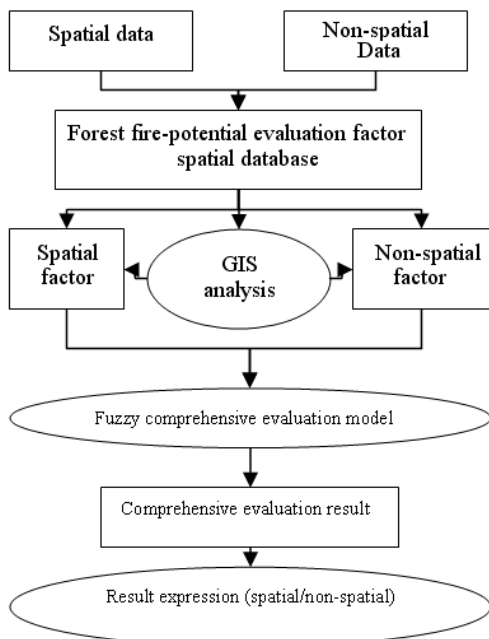 Spatial data
Non-spatial
Data
Forest fire-potential evaluation factor
spatial database
Spatial
factor
GIS
analysis
Non-spatial
factor
Fuzzy comprehensive evaluation model
Comprehensive evaluation result
Result expression (spatial/non-spatial)